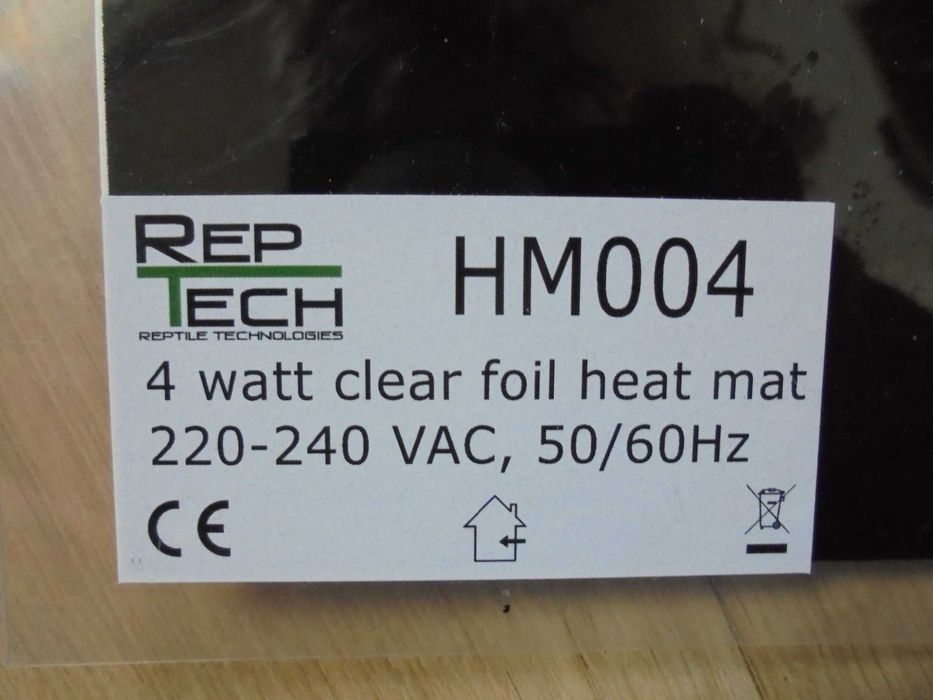 REP
TECH
REPTILE TECHNOLOGIES
HM004
4 watt clear foil heat mat
220-240 VAC, 50/60Hz
CE